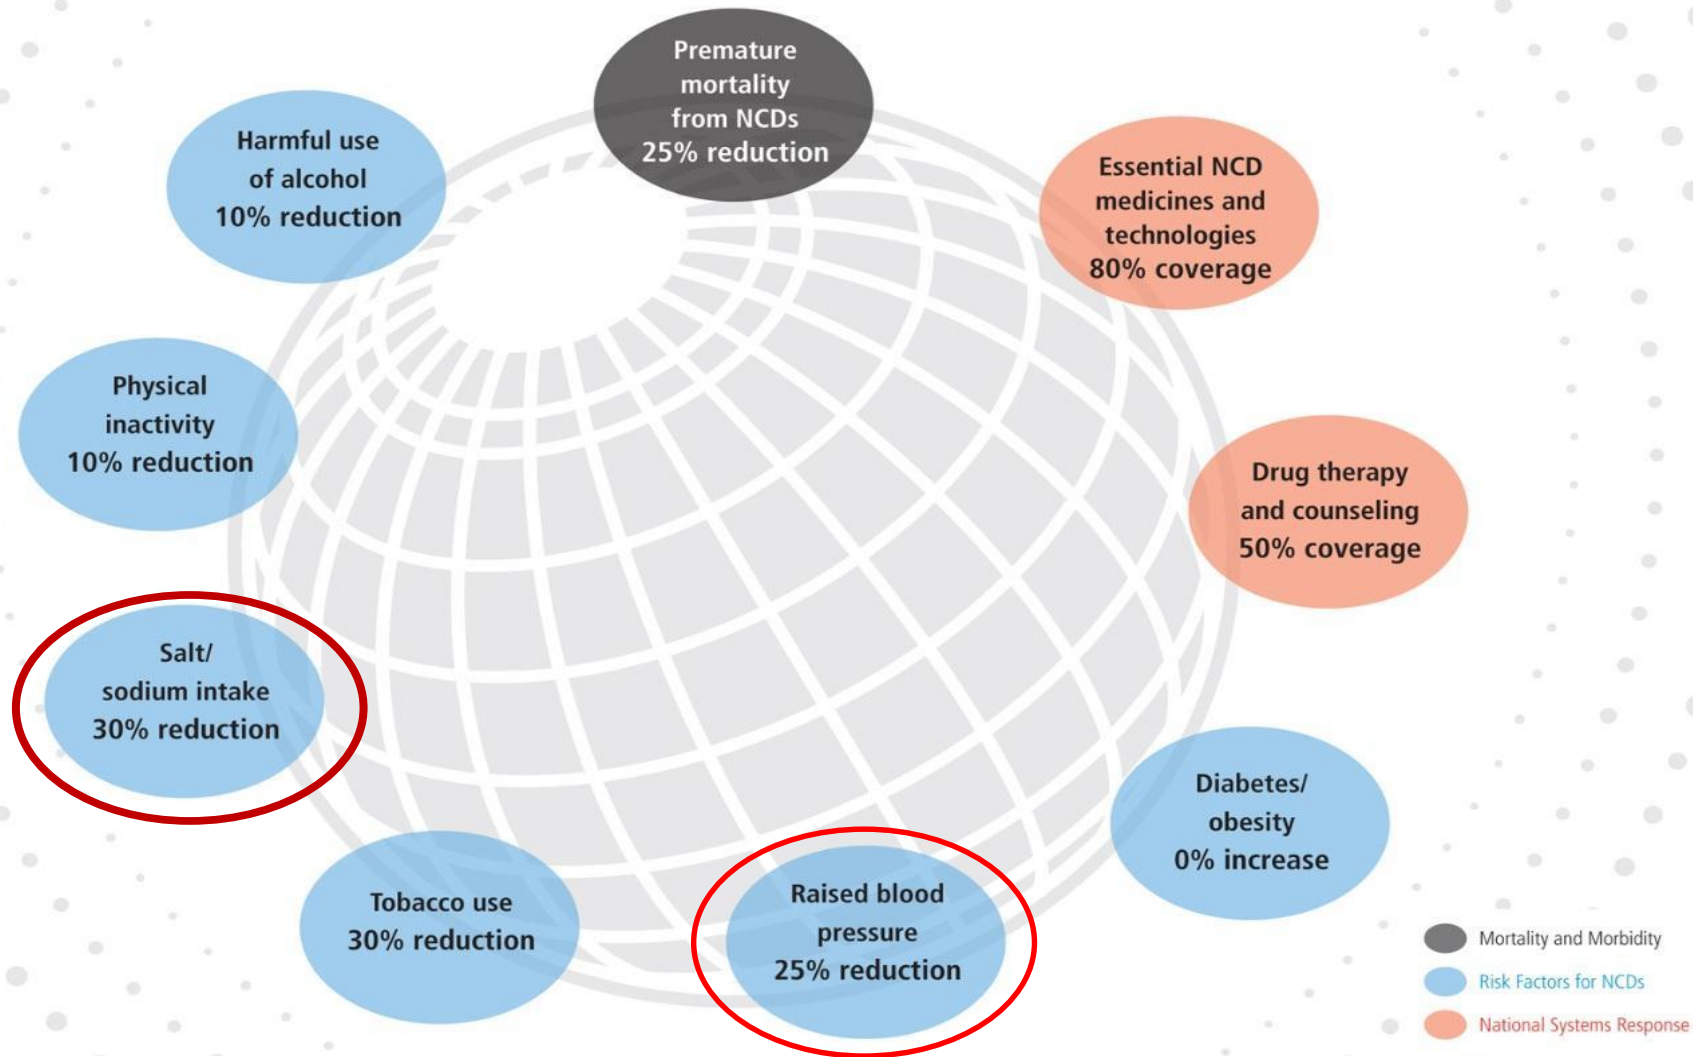 Premature
mortality
from NCDs
25% reduction
Harmful use
of alcohol
10% reduction
Essential NCD
medicines and
technologies
80% coverage
Physical
inactivity
10% reduction
Drug therapy
and counseling
50% coverage
Salt/
sodium intake
30% reduction
Diabetes/
obesity
0% increase
Tobacco use
30% reduction
Raised blood
pressure
25% reduction
Mortality and Morbidity
Risk Factors for NCDs
National Systems Response